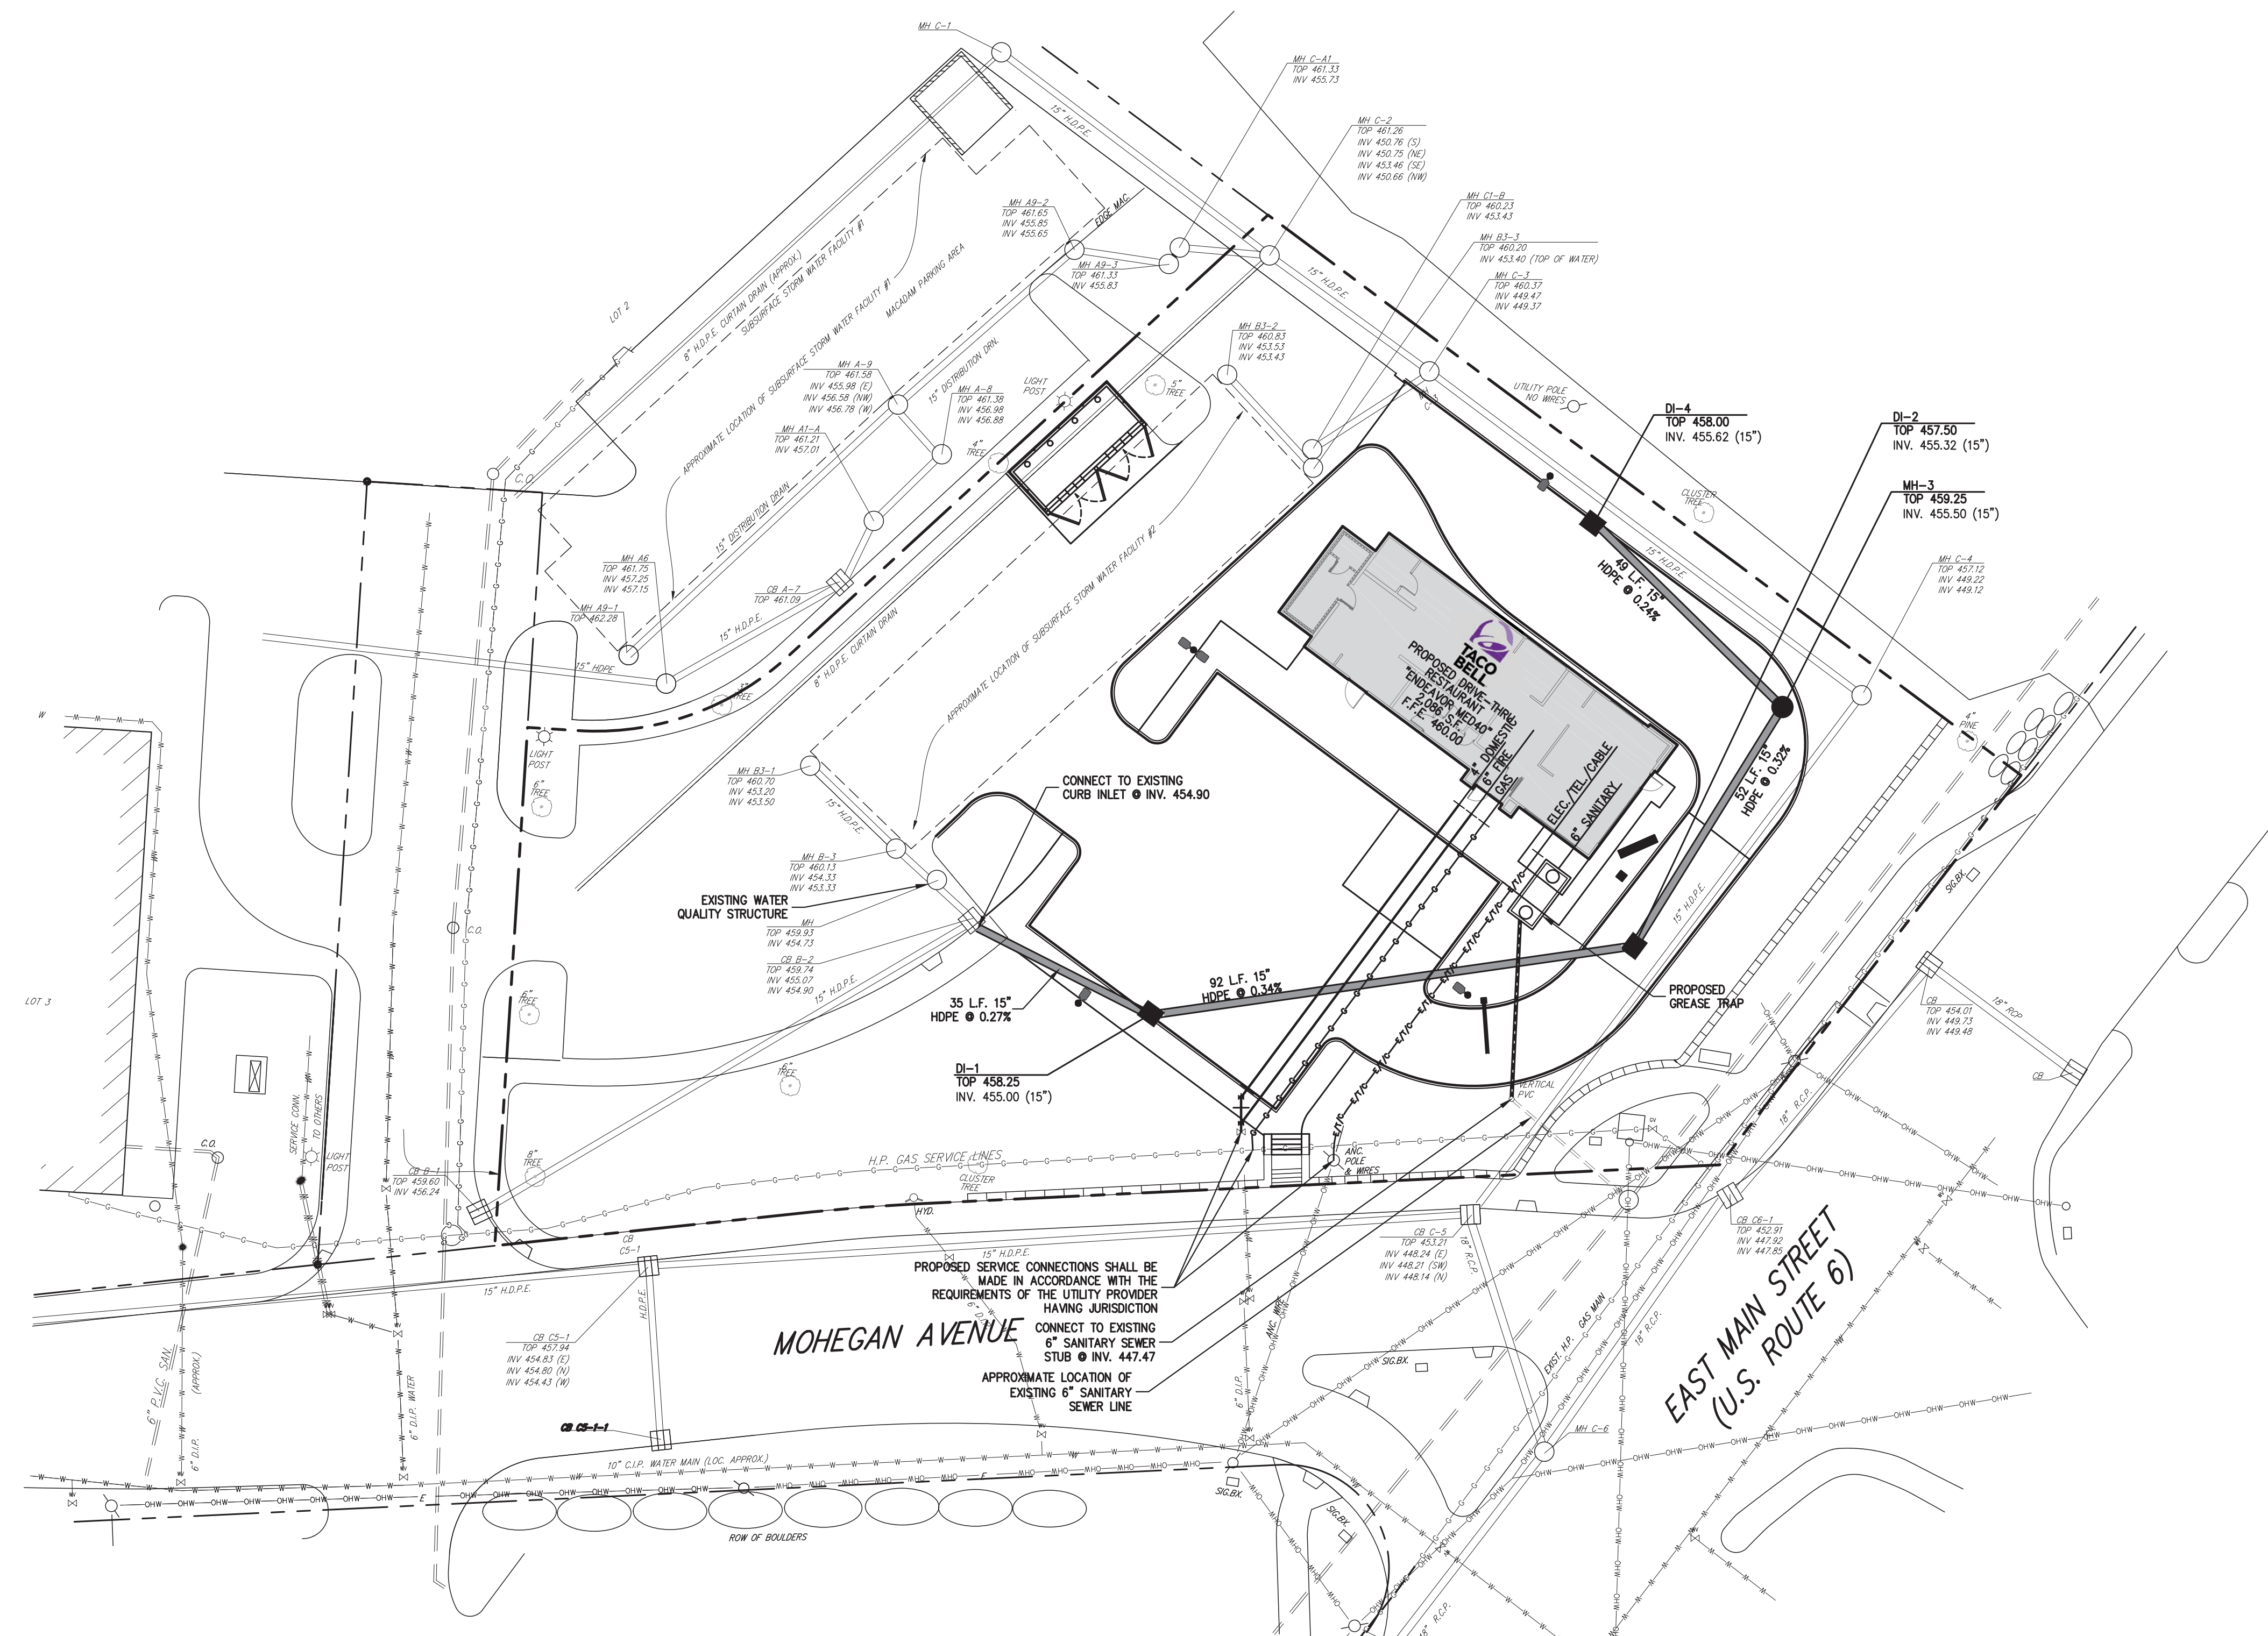 MH C-1
MH C-A1
TOP 461.33
INV 455.73
15" H.D.P.E.
MH C-2
TOP 461.26
INV 450.76 (S)
INV 450.75 (NE)
INV 453.46 (SE)
INV 450.66 (NW)
MH C1-B
TOP 460.23
INV 453.43
MH B3-3
TOP 460.20
INV 453.40 (TOP OF WATER)
MH C-3
TOP 460.37
INV 449.47
INV 449.37
MH A9-2
TOP 461.65
INV 455.85
INV 455.65
EDGE MAC.
MH A9-3
TOP 461.33
INV 455.83
15" H.D.P.E.
LOT 2
8" H.D.P.E. CURTAIN DRAIN (APPROX.)
SUBSURFACE STORM WATER FACILITY #1
APPROXIMATE LOCATION OF SUBSURFACE STORM WATER FACILITY #1
MACADAM PARKING AREA
MH B3-2
TOP 460.83
INV 453.53
INV 453.43
MH A-9
TOP 461.58
INV 455.98 (E)
INV 456.58 (NW)
INV 456.78 (W)
15" DISTRIBUTION DRN.
MH A-8
TOP 461.38
INV 456.98
INV 456.88
LIGHT
POST
5"
TREE
4"
TREE
MH A1-A
TOP 461.21
INV 457.01
UTILITY POLE
NO WIRES
DI-4
TOP 458.00
INV. 455.62 (15")
DI-2
TOP 457.50
INV. 455.32 (15")
MH-3
TOP 459.25
INV. 455.50 (15")
CLUSTER
TREE
C.O.
15" DISTRIBUTION DRAIN
MH A6
TOP 461.75
INV 457.25
INV 457.15
MH A9-1
TOP 462.28
CB A-7
TOP 461.09
15" H.D.P.E.
15" HDPE
8" H.D.P.E. CURTAIN DRAIN
APPROXIMATE LOCATION OF SUBSURFACE STORM WATER FACILITY #2
15" H.D.P.E.
49 L.F. 15"
HDPE @ 0.24%
MH C-4
TOP 457.12
INV 449.22
INV 449.12
TACO
BELL
PROPOSED DRIVE-THRU
RESTAURANT
"ENDEAVOR MED40"
2,086 S.F.
F.F.E. 460.00
4" DOMESTIC
6" FIRE
GAS
ELEC./TEL./CABLE
6" SANITARY
52 L.F. 15"
HDPE @ 0.32%
4"
PINE
TREE
LIGHT
POST
6"
TREE
MH B3-1
TOP 460.70
INV 453.20
INV 453.50
15" H.D.P.E.
CONNECT TO EXISTING
CURB INLET @ INV. 454.90
MH B-3
TOP 460.13
INV 454.33
INV 453.33
EXISTING WATER
QUALITY STRUCTURE
MH
TOP 459.93
INV 454.73
CB B-2
TOP 459.74
INV 455.07
INV 454.90
15" H.D.P.E.
35 L.F. 15"
HDPE @ 0.27%
92 L.F. 15"
HDPE @ 0.34%
DI-1
TOP 458.25
INV. 455.00 (15")
PROPOSED
GREASE TRAP
15" H.D.P.E.
SIG.BX.
CB
TOP 454.01
INV 449.73
INV 449.48
18" RCP
CB
LOT 3
C.O.
6"
TREE
6"
TREE
8"
TREE
SERVICE CONN.
TO OTHERS
LIGHT
POST
C.O.
CB B-1
TOP 459.60
INV 456.24
H.P. GAS SERVICE LINES
CLUSTER
TREE
ANC.
POLE
& WIRES
VERTICAL
PVC
18" R.C.P.
HYD.
CB
C5-1
15" H.D.P.E.
15" H.D.P.E.
H.D.P.E.
CB C-5
TOP 453.21
INV 448.24 (E)
INV 448.21 (SW)
INV 448.14 (N)
18" R.C.P.
CB C6-1
TOP 452.91
INV 447.92
INV 447.85
PROPOSED SERVICE CONNECTIONS SHALL BE
MADE IN ACCORDANCE WITH THE
REQUIREMENTS OF THE UTILITY PROVIDER
HAVING JURISDICTION
MOHEGAN AVENUE
CONNECT TO EXISTING
6" SANITARY SEWER
STUB @ INV. 447.47
APPROXIMATE LOCATION OF
EXISTING 6" SANITARY
SEWER LINE
CB C5-1
TOP 457.94
INV 454.83 (E)
INV 454.80 (N)
INV 454.43 (W)
CB C5-1-1
6" P.V.C. SAN.
(APPROX.)
6" D.I.P.
6" D.I.P. WATER
6" D.I.P.
ANC. WIRE
SIG.BX.
EXIST. H.P. GAS MAIN
18" R.C.P.
EAST MAIN STREET
(U.S. ROUTE 6)
MH C-6
10" C.I.P. WATER MAIN (LOC. APPROX.)
ROW OF BOULDERS
SIG.BX.
SIG.BX.
18" R.C.P.